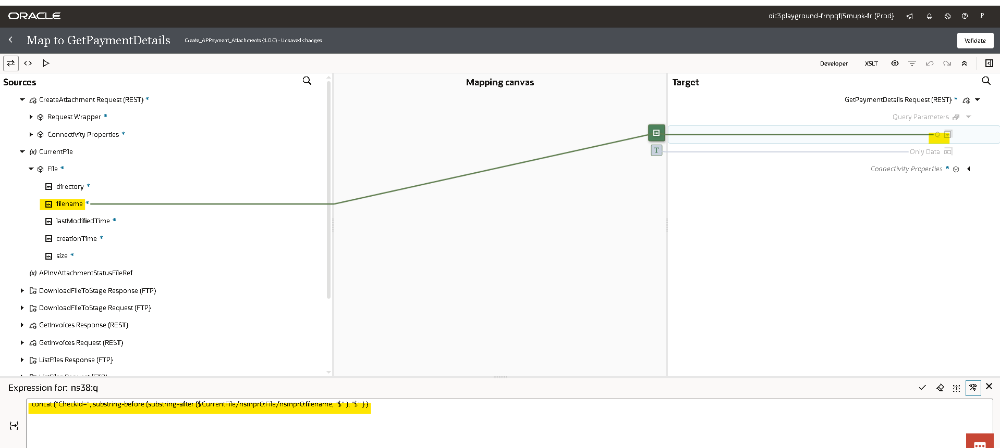 ORACLE
oic3playground-frnpqfj5mupk-fr (Prod)
P
Map to GetPaymentDetails
Create_APPayment_Attachments (1.0.0) - Unsaved changes
Validate
Developer
XSLT
Sources
Mapping canvas
Target
CreateAttachment Request (REST) *
GetPaymentDetails Request (REST) *
Request Wrapper *
Query Parameters
Connectivity Properties *
Q
(x) CurrentFile
T
Only Data
File *
Connectivity Properties *
directory *
filename *
lastModifiedTime *
creationTime *
size *
(x) APInvAttachmentStatusFileRef
DownloadFileToStage Response (FTP)
DownloadFileToStage Request (FTP)
GetInvoices Response (REST)
GetInvoices Request (REST)
ListFiles Response (FTP)
ListFiles Request (FTP)
Expression for: ns38:q
concat ("CheckId=", substring-before (substring-after ($CurrentFile/nsmpr0:File/nsmpr0:filename, "$" ), "$" ) )